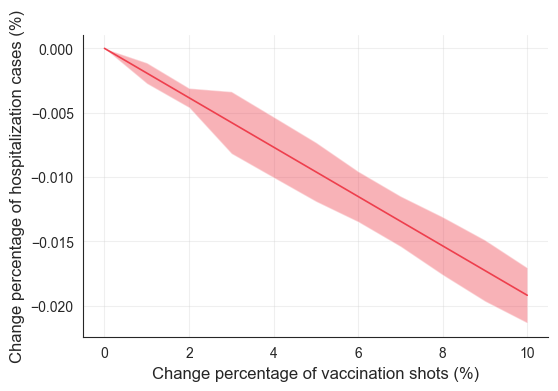 Change percentage of hospitalization cases (%)
0.000
−0.005
−0.010
−0.015
−0.020
0 2 4 6 8 10
Change percentage of vaccination shots (%)